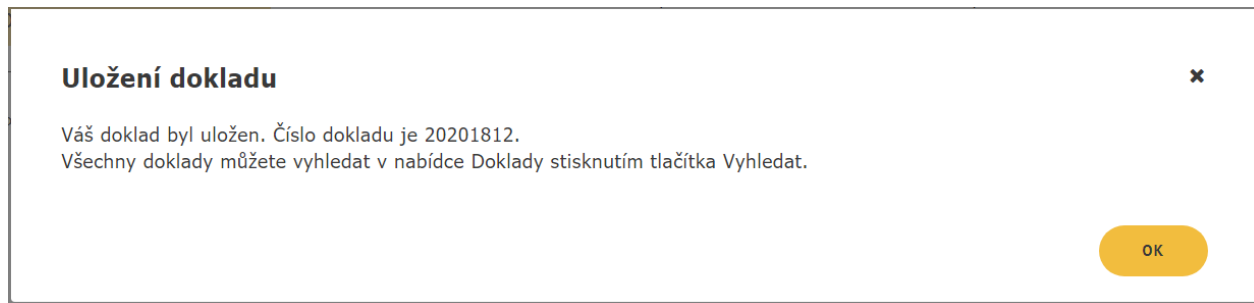 Uložení dokladu
Váš doklad byl uložen. Číslo dokladu je 20201812.
Všechny doklady můžete vyhledat v nabídce Doklady stisknutím tlačítka Vyhledat.
OK